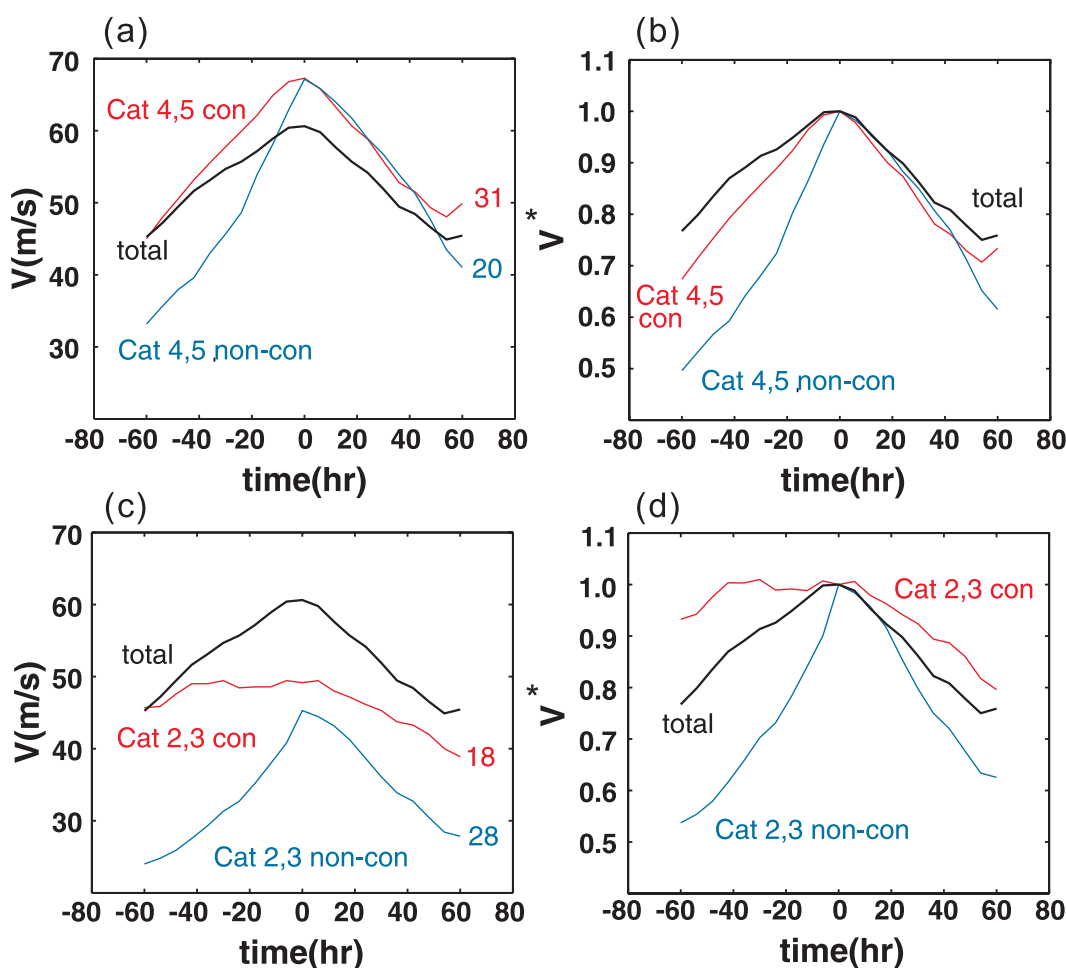 (a)
V(m/s)
70
60
50
40
30
Cat 4,5 con
total
Cat 4,5 non-con
31
20
-80 -60 -40 -20 0 20 40 60 80
time(hr)
(b)
V*
1.1
1.0
0.9
0.8
0.7
0.6
0.5
total
Cat 4,5
con
Cat 4,5 non-con
-80 -60 -40 -20 0 20 40 60 80
time(hr)
(c)
V(m/s)
70
60
50
40
30
total
Cat 2,3 con
18
Cat 2,3 non-con
28
-80 -60 -40 -20 0 20 40 60 80
time(hr)
(d)
V*
1.1
1.0
0.9
0.8
0.7
0.6
0.5
Cat 2,3 con
total
Cat 2,3 non-con
-80 -60 -40 -20 0 20 40 60 80
time(hr)